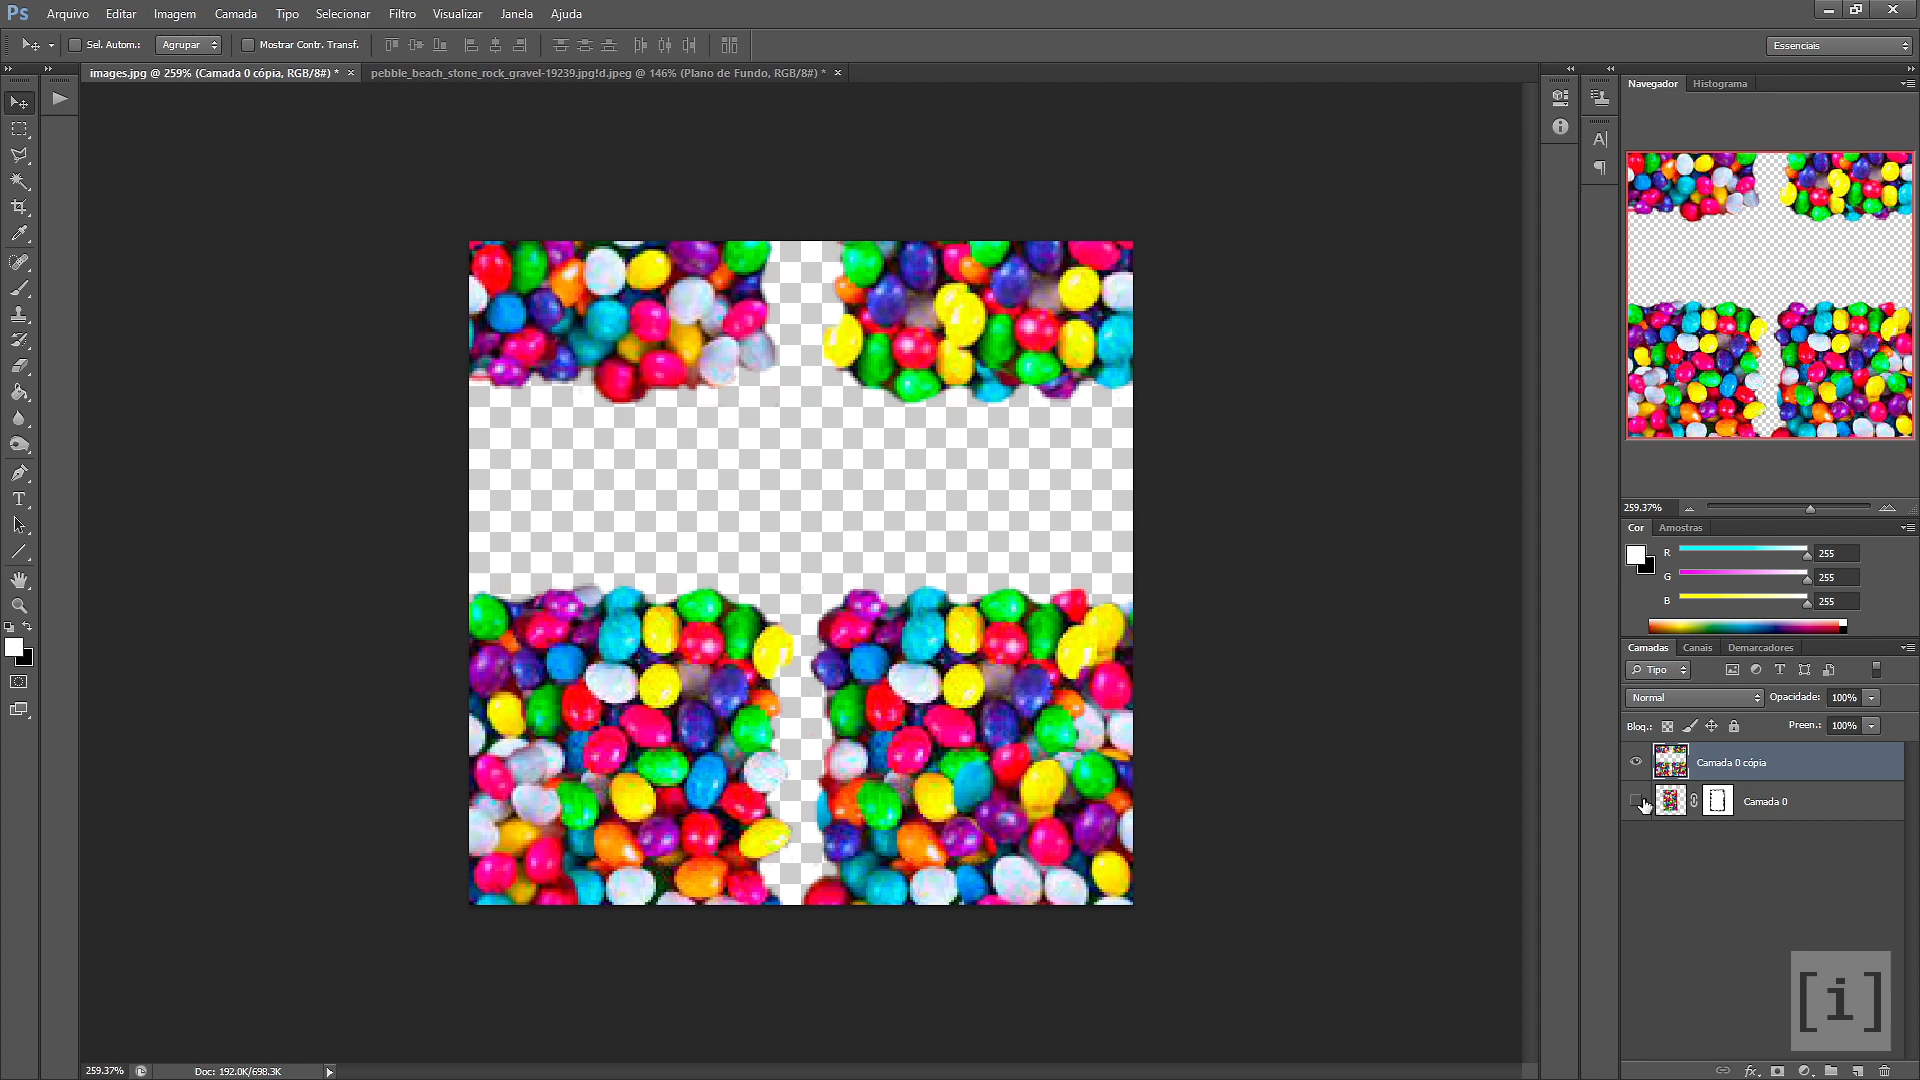 Ps Arquivo Editar Imagem Camada Tipo Selecionar Filtro Visualizar Janela Ajuda
Sel. Autom.: Agrupar Mostrar Contr. Transf. Essenciais
images.jpg @ 259% (Camada 0 cópia, RGB/8#) * × pebble_beach_stone_rock_gravel-19239.jpg!d.jpeg @ 146% (Plano de Fundo, RGB/8#) * ×
Navegador Histograma
259.37%
Cor Amostras
R 255
G 255
B 255
Camadas Canais Demarcadores
Tipo
Normal Opacidade: 100%
Bloq.: Preen.: 100%
Camada 0 cópia
Camada 0
[i]
259.37% Doc: 192.0K/698.3K
fx